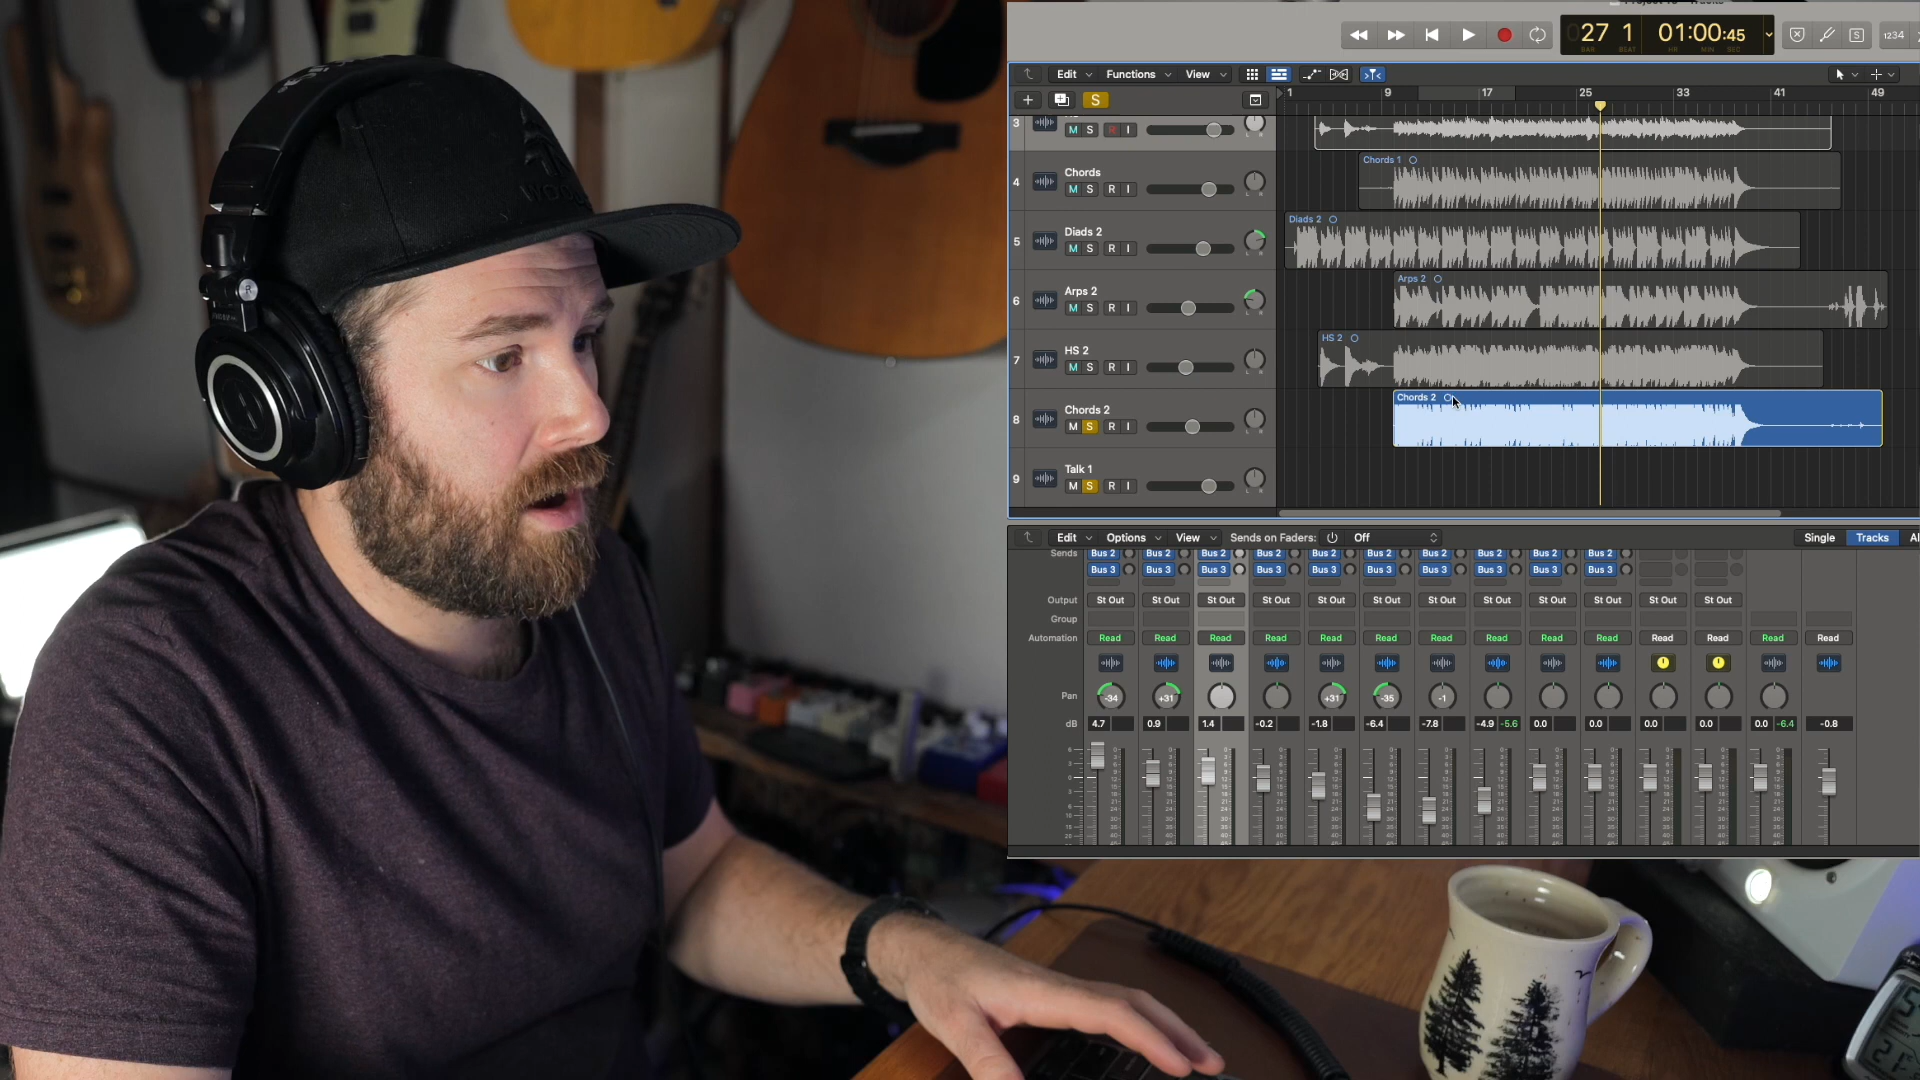 27 1 01:00:45
BAR BEAT HR MIN SEC
S 1234
Edit Functions View
S
1 9 17 25 33 41 49
3 M S R I
Chords 1
4 Chords
M S R I
Diads 2
5 Diads 2
M S R I
Arps 2
6 Arps 2
M S R I
HS 2
7 HS 2
M S R I
Chords 2
8 Chords 2
M S R I
9 Talk 1
M S R I
Edit Options View Sends on Faders: Off Single Tracks Al
Sends Bus 2 Bus 2 Bus 2 Bus 2 Bus 2 Bus 2 Bus 2 Bus 2 Bus 2 Bus 2
Bus 3 Bus 3 Bus 3 Bus 3 Bus 3 Bus 3 Bus 3 Bus 3 Bus 3 Bus 3
Output St Out St Out St Out St Out St Out St Out St Out St Out St Out St Out St Out St Out
Group
Automation Read Read Read Read Read Read Read Read Read Read Read Read Read Read
Pan -34 +31 +31 -35 -1
dB 4.7 0.9 1.4 -0.2 -1.8 -6.4 -7.8 -4.9 -5.6 0.0 0.0 0.0 0.0 0.0 -6.4 -0.8
R